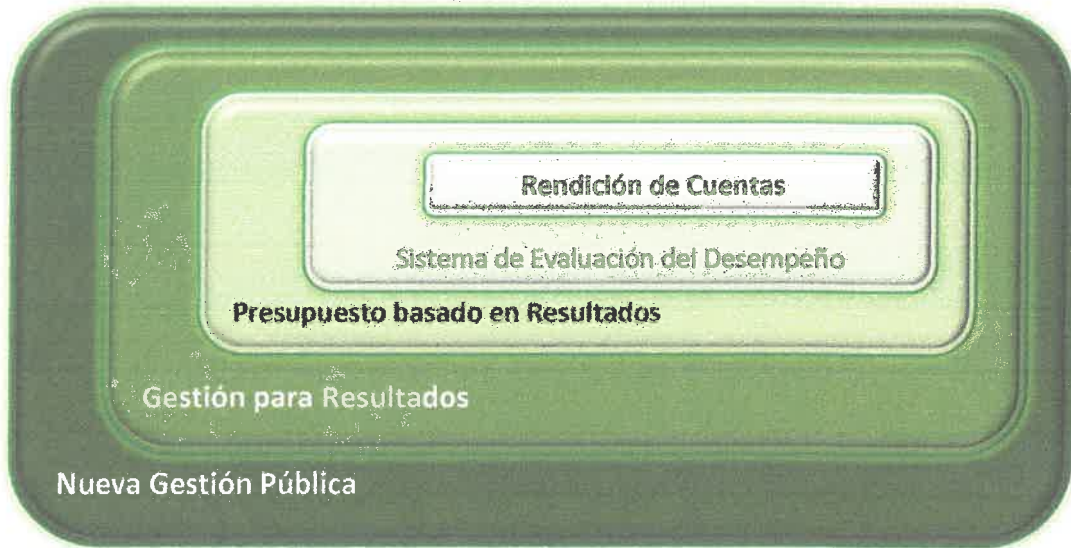 Rendición de Cuentas
Sistema de Evaluación del Desempeño
Presupuesto basado en Resultados
Gestión para Resultados
Nueva Gestión Pública